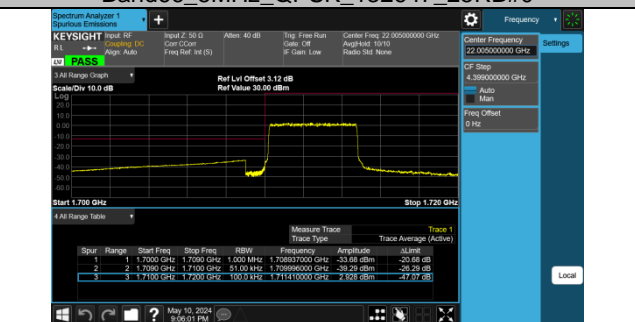 Spectrum Analyzer 1
Spurious Emissions
Frequency
KEYSIGHT
Input: RF
Coupling: DC
Align: Auto
Input Z: 50 Ω
Corr CCorr
Freq Ref: Int (S)
Atten: 40 dB
Trig: Free Run
Gate: Off
IF Gain: Low
Center Freq: 22.005000000 GHz
Avg|Hold: 10/10
Radio Std: None
RL
LW PASS
Center Frequency
22.005000000 GHz
Settings
CF Step
4.399000000 GHz
Auto
Man
Freq Offset
0 Hz
3 All Range Graph
Scale/Div 10.0 dB
Ref Lvl Offset 3.12 dB
Ref Value 30.00 dBm
Log
20.0
10.0
0.00
-10.0
-20.0
-30.0
-40.0
-50.0
-60.0
Start 1.700 GHz
Stop 1.720 GHz
4 All Range Table
Measure Trace Trace 1
Trace Type Trace Average (Active)
Spur Range Start Freq Stop Freq RBW Frequency Amplitude ΔLimit
1 1 1.7000 GHz 1.7090 GHz 1.000 MHz 1.708937000 GHz -33.68 dBm -20.68 dB
2 2 1.7090 GHz 1.7100 GHz 51.00 kHz 1.709996000 GHz -39.29 dBm -26.29 dB
3 3 1.7100 GHz 1.7200 GHz 100.0 kHz 1.711410000 GHz 2.928 dBm -47.07 dB
Local
May 10, 2024
9:06:01 PM